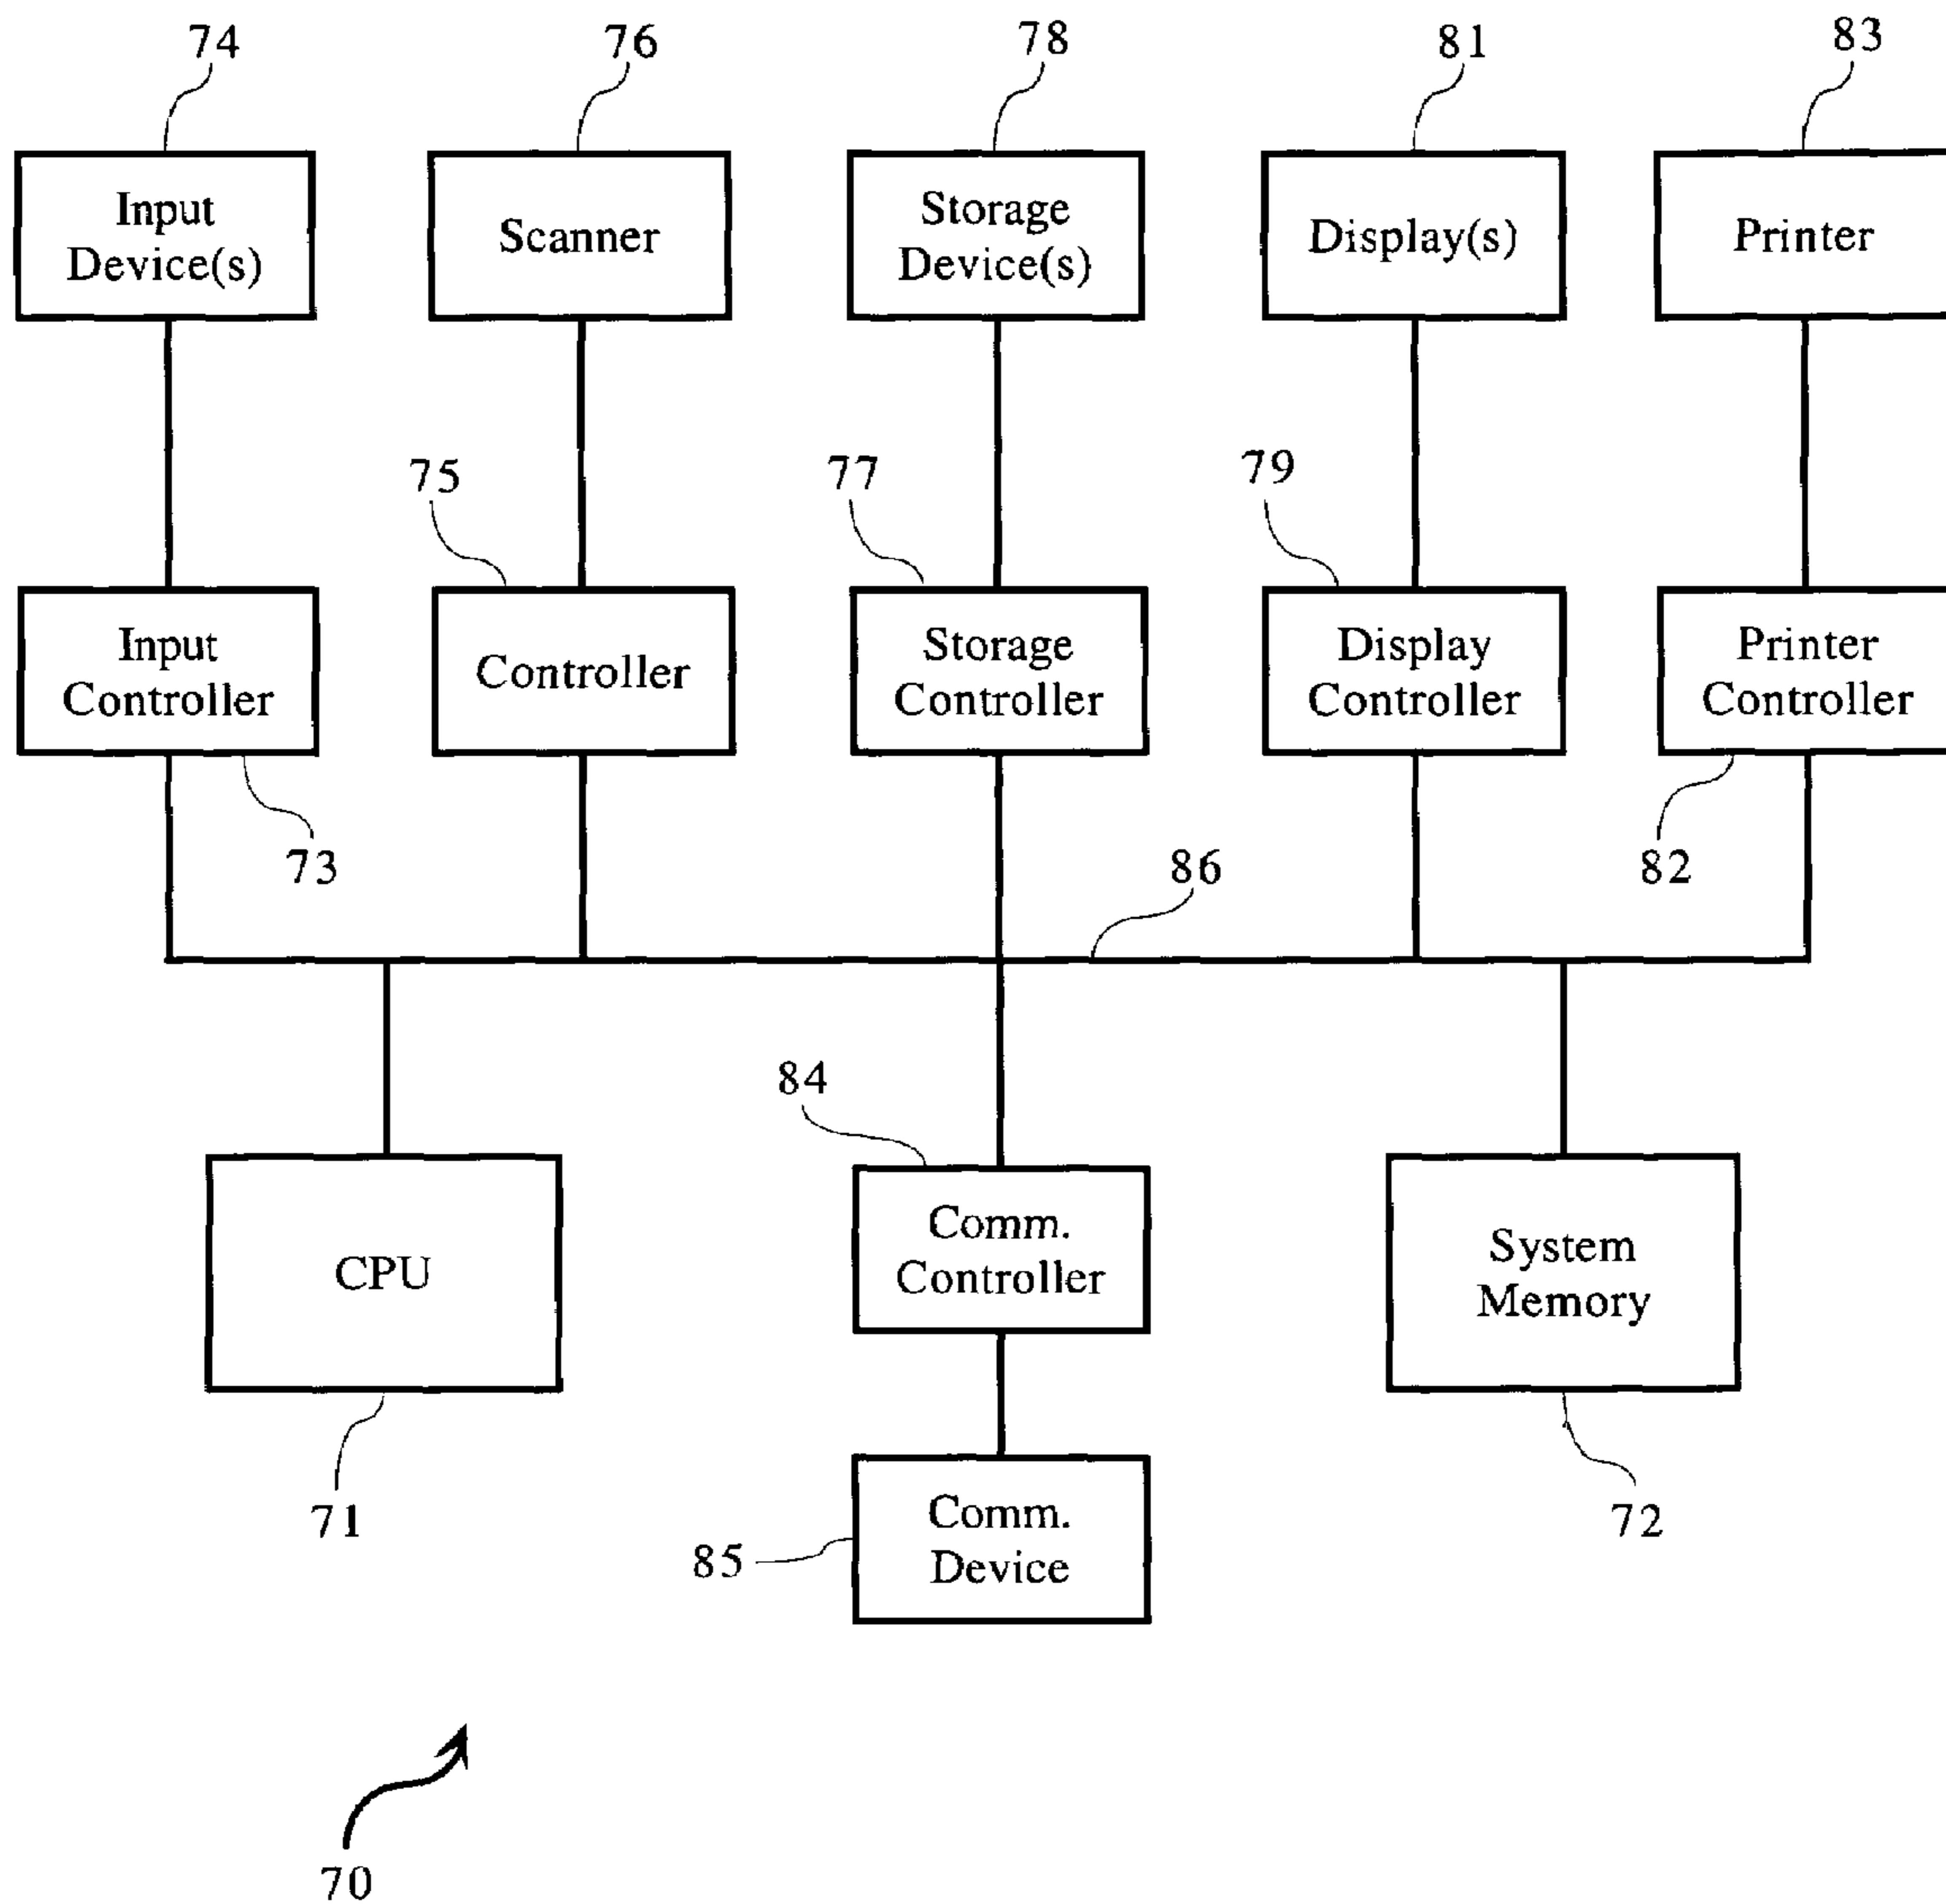 74
76
78
81
83
Input
Device(s)
Scanner
Storage
Device(s)
Display(s)
Printer
75
77
79
Input
Controller
Controller
Storage
Controller
Display
Controller
Printer
Controller
73
86
82
84
CPU
Comm.
Controller
System
Memory
71
72
85
Comm.
Device
70